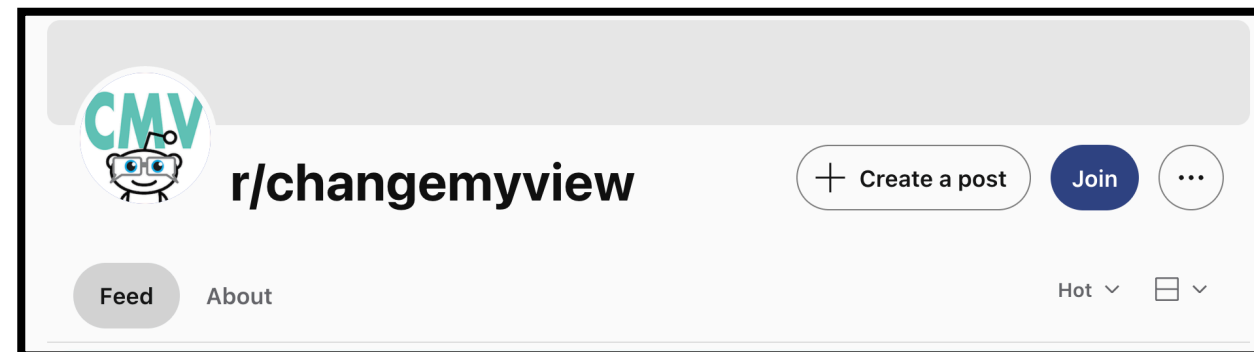 CMV
r/changemyview
+ Create a post
Join
...
Feed
About
Hot